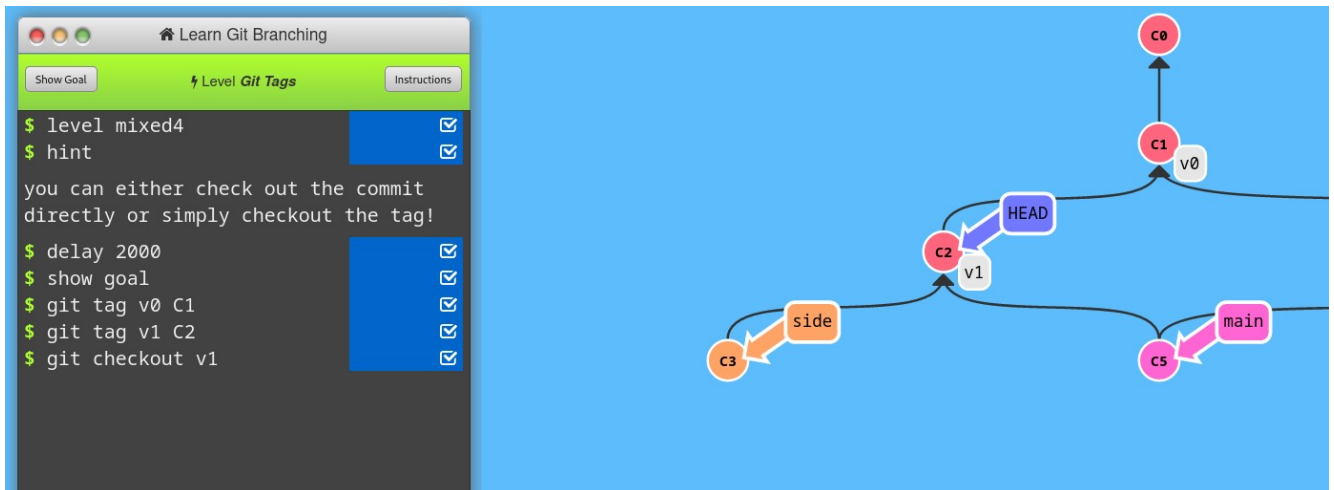 Learn Git Branching
Show Goal
Level Git Tags
Instructions
$ level mixed4
$ hint
you can either check out the commit
directly or simply checkout the tag!
$ delay 2000
$ show goal
$ git tag v0 C1
$ git tag v1 C2
$ git checkout v1
C0
C1
v0
HEAD
C2
v1
side
main
C3
C5